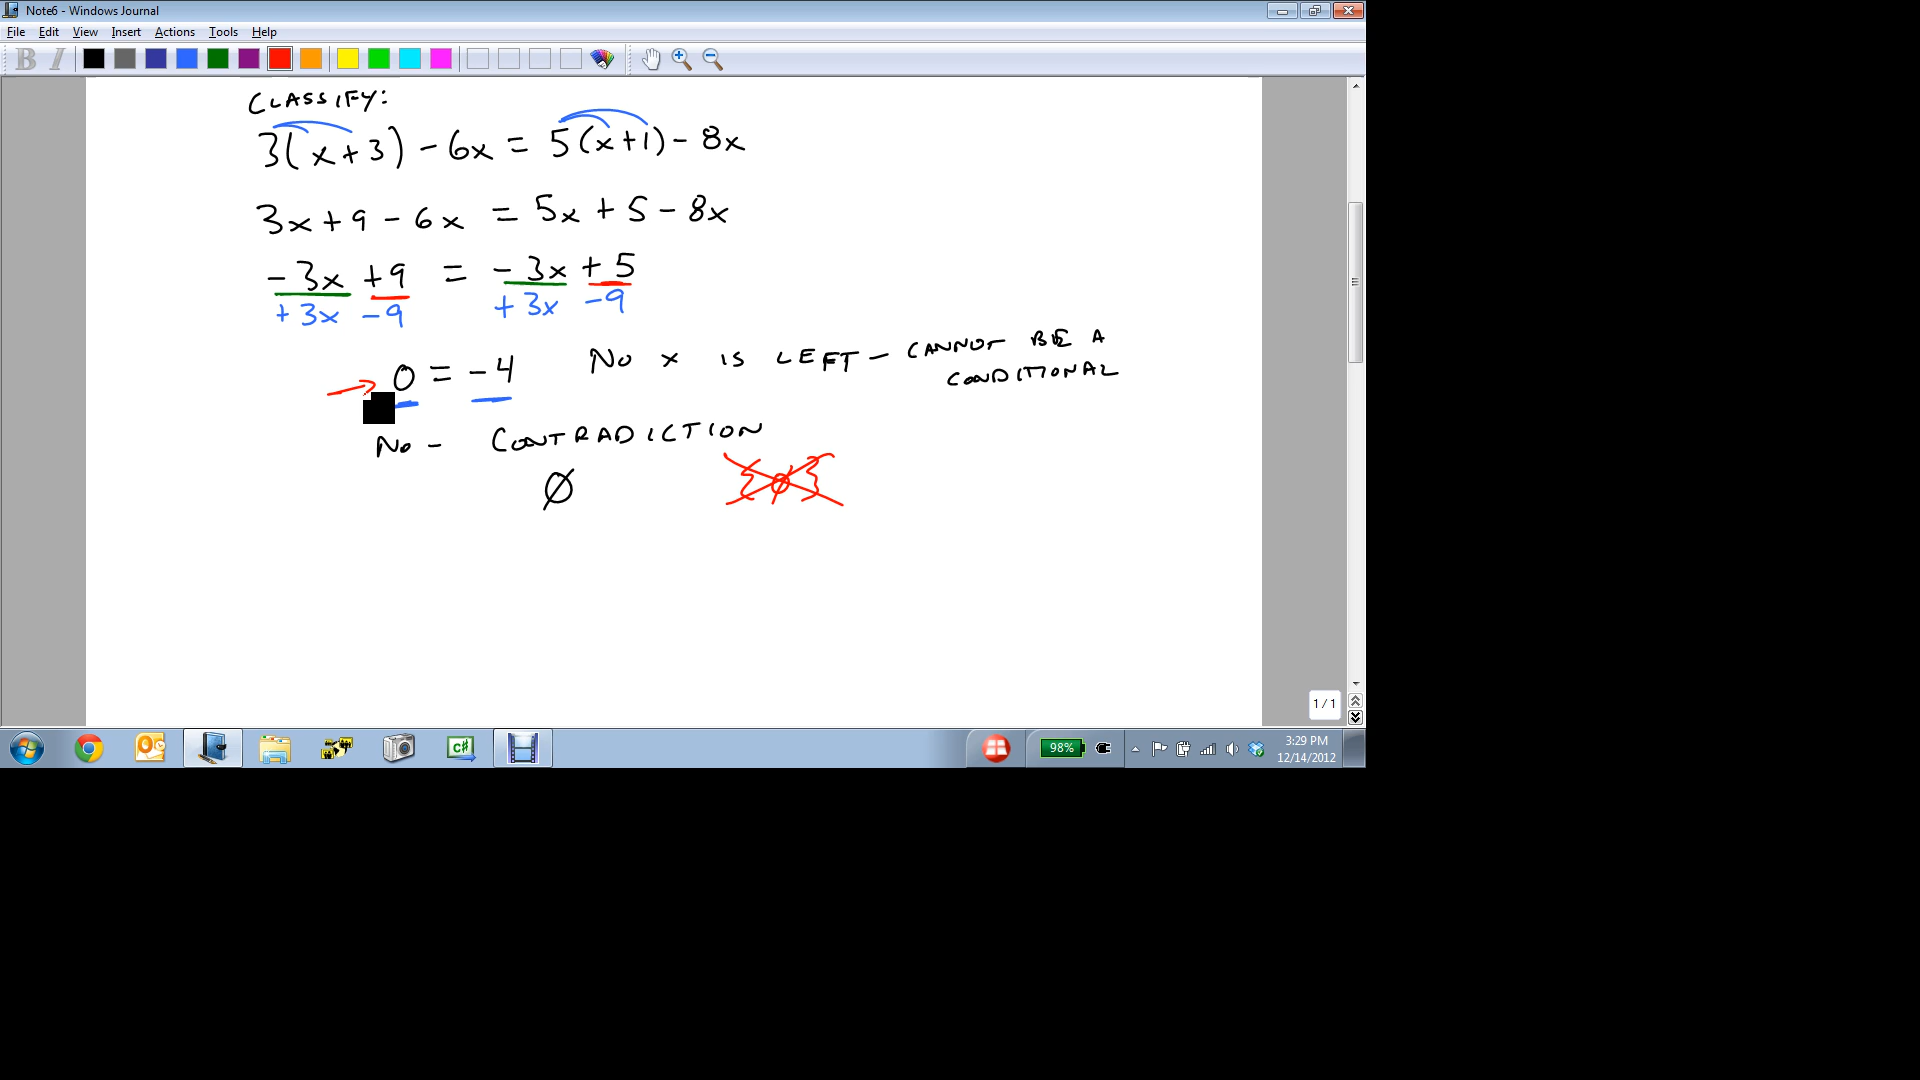 Note6 - Windows Journal
File Edit View Insert Actions Tools Help
B I
CLASSIFY:
3(x+3) - 6x = 5(x+1) - 8x
3x + 9 - 6x = 5x + 5 - 8x
-3x + 9 = -3x + 5
+3x -9 +3x -9
0 = -4 NO x IS LEFT - CANNOT BE A
CONDITIONAL
NO - CONTRADICTION
∅ {∅}
1 / 1
C#
98%
3:29 PM
12/14/2012